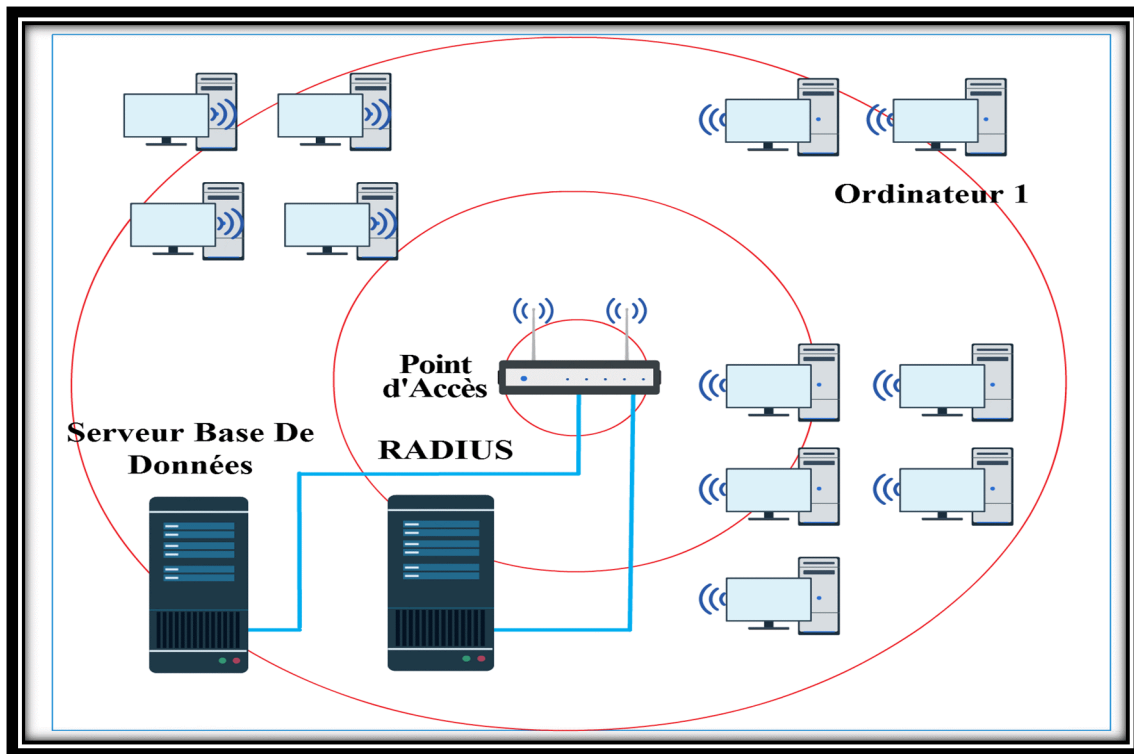 Ordinateur 1
Point
d'Accès
Serveur Base De
Données
RADIUS